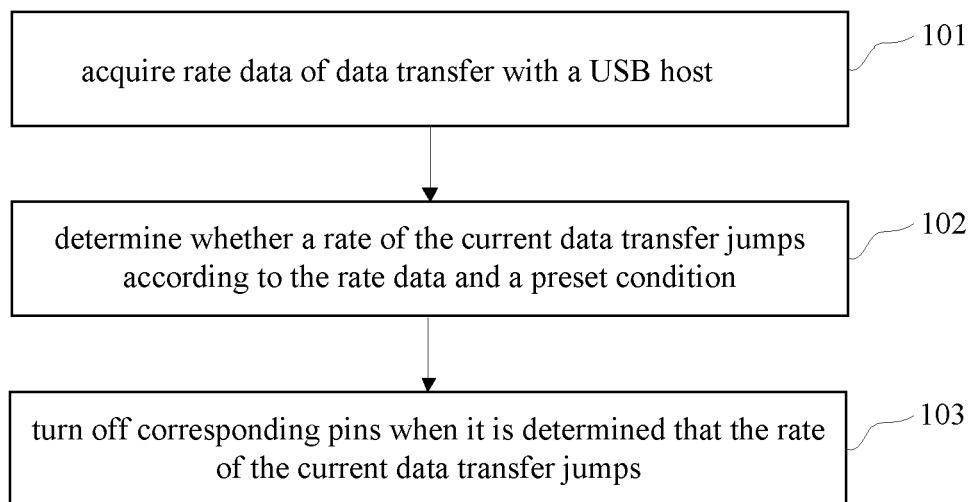 acquire rate data of data transfer with a USB host
101
determine whether a rate of the current data transfer jumps
according to the rate data and a preset condition
102
turn off corresponding pins when it is determined that the rate
of the current data transfer jumps
103